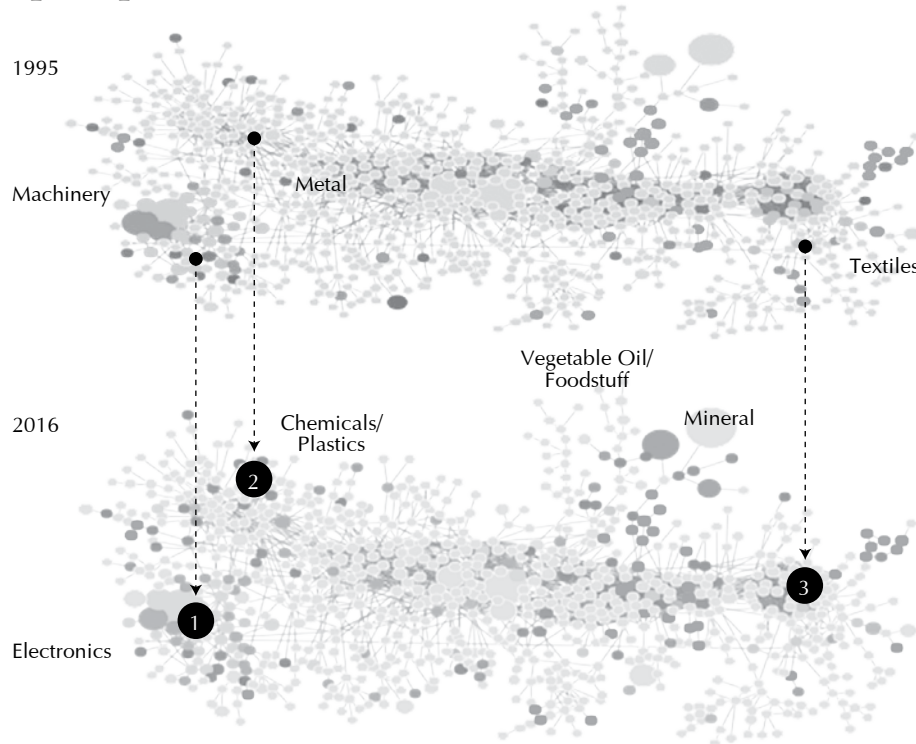 1995
Metal
Machinery
Textiles
Vegetable Oil/
Foodstuff
2016
Chemicals/
Plastics
Mineral
2
3
1
Electronics